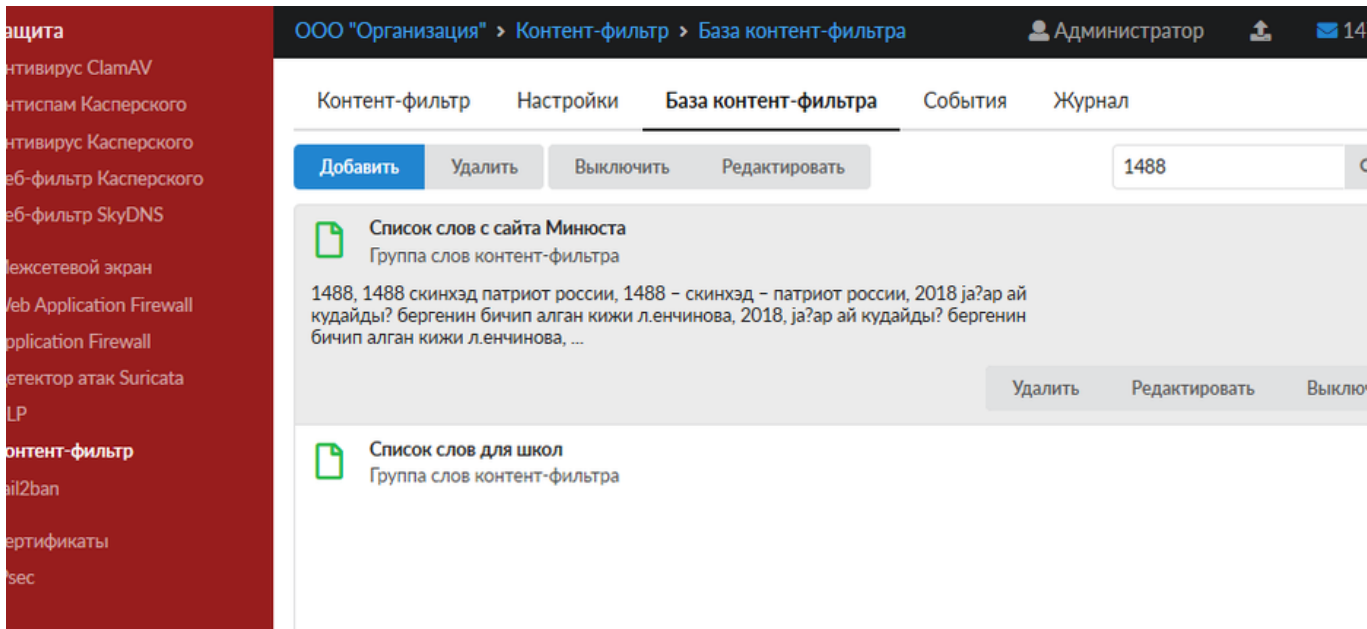 ащита
нтивирус ClamAV
нтиспам Касперского
нтивирус Касперского
еб-фильтр Касперского
еб-фильтр SkyDNS
ежсетевой экран
eb Application Firewall
pplication Firewall
етектор атак Suricata
LP
онтент-фильтр
ail2ban
ертификаты
sec
ООО "Организация" > Контент-фильтр > База контент-фильтра
Администратор
14
Контент-фильтр Настройки База контент-фильтра События Журнал
Добавить Удалить Выключить Редактировать 1488
Список слов с сайта Минюста
Группа слов контент-фильтра
1488, 1488 скинхэд патриот россии, 1488 – скинхэд – патриот россии, 2018 ja?ap ай
кудайды? бергенин бичип алган кижи л.енчинова, 2018, ja?ap ай кудайды? бергенин
бичип алган кижи л.енчинова, ...
Удалить Редактировать Выклю
Список слов для школ
Группа слов контент-фильтра